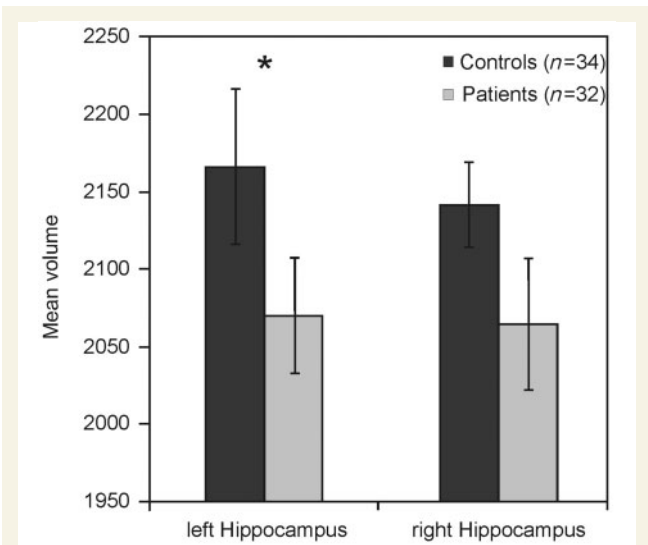 2250
2200
2150
2100
2050
2000
1950
Mean volume
*
Controls (n=34)
Patients (n=32)
left Hippocampus
right Hippocampus